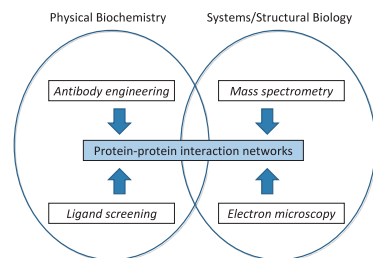 Physical Biochemistry
Systems/Structural Biology
Antibody engineering
Mass spectrometry
Protein-protein interaction networks
Ligand screening
Electron microscopy